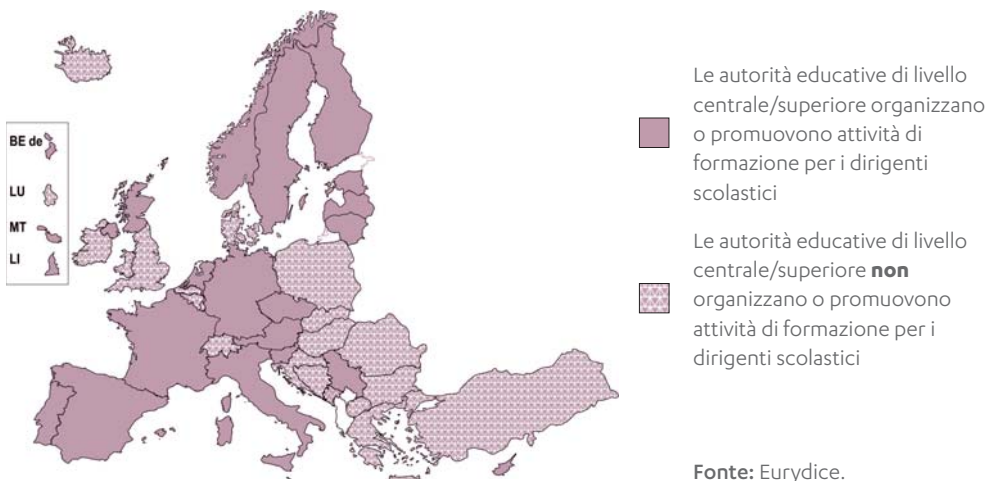 BE de
LU
MT
LI
Le autorità educative di livello
centrale/superiore organizzano
o promuovono attività di
formazione per i dirigenti
scolastici
Le autorità educative di livello
centrale/superiore non
organizzano o promuovono
attività di formazione per i
dirigenti scolastici
Fonte: Eurydice.